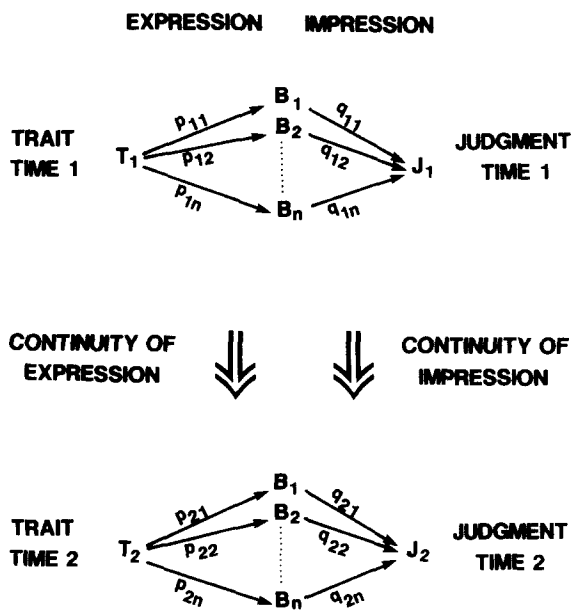 EXPRESSION IMPRESSION
B1
p11 q11
TRAIT B2 JUDGMENT
TIME 1 T1 p12 q12 J1 TIME 1
p1n Bn q1n
CONTINUITY OF EXPRESSION
CONTINUITY OF IMPRESSION
B1
p21 q21
TRAIT B2 JUDGMENT
TIME 2 T2 p22 q22 J2 TIME 2
p2n Bn q2n